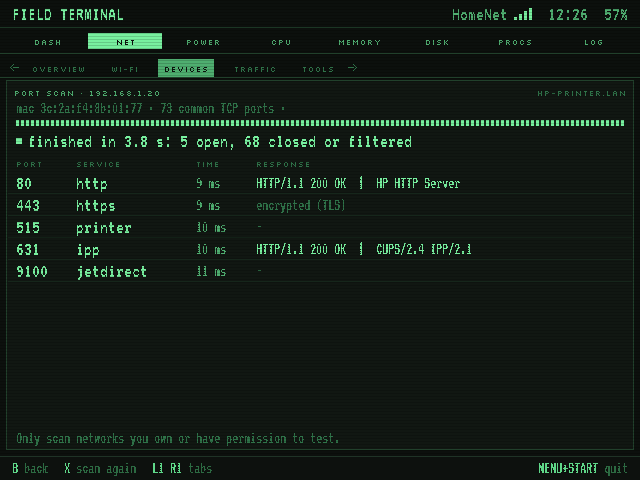 FIELD TERMINAL HomeNet 12:26 57%
DASH NET POWER CPU MEMORY DISK PROCS LOG
← OVERVIEW WI-FI DEVICES TRAFFIC TOOLS →
PORT SCAN · 192.168.1.20 HP-PRINTER.LAN
mac 3c:2a:f4:8b:01:77 · 73 common TCP ports ·
finished in 3.8 s: 5 open, 68 closed or filtered
PORT SERVICE TIME RESPONSE
80 http 9 ms HTTP/1.1 200 OK | HP HTTP Server
443 https 9 ms encrypted (TLS)
515 printer 10 ms -
631 ipp 10 ms HTTP/1.1 200 OK | CUPS/2.4 IPP/2.1
9100 jetdirect 11 ms -
Only scan networks you own or have permission to test.
B back X scan again L1 R1 tabs MENU+START quit